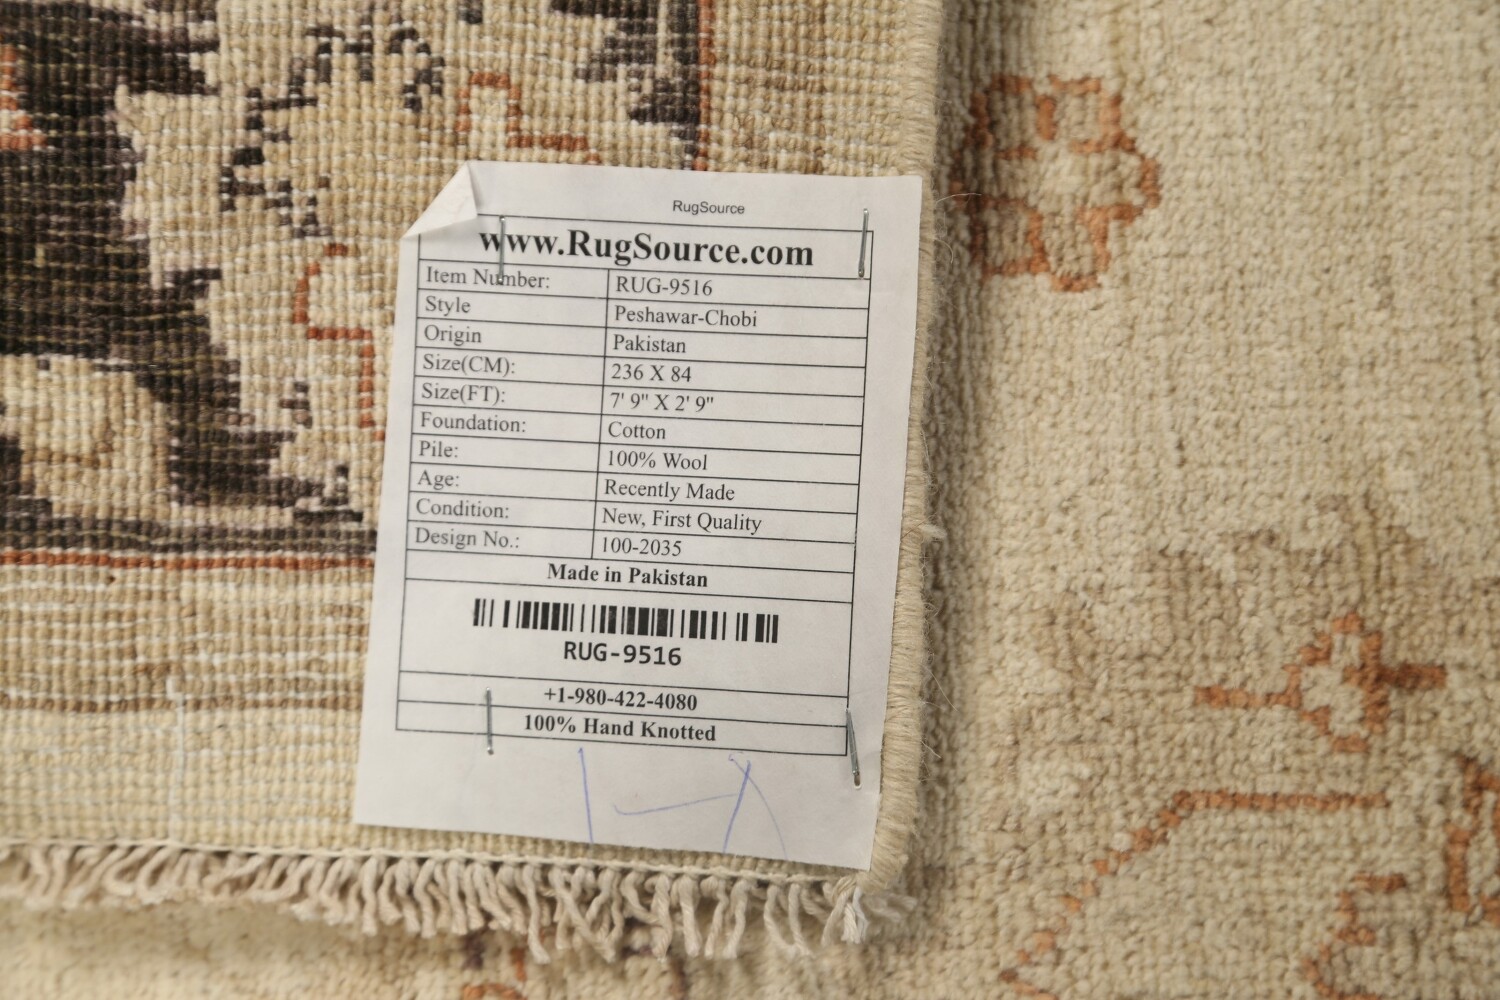 RugSource
www.RugSource.com
Item Number: RUG-9516
Style Peshawar-Chobi
Origin Pakistan
Size(CM): 236 X 84
Size(FT): 7' 9" X 2' 9"
Foundation: Cotton
Pile: 100% Wool
Age: Recently Made
Condition: New, First Quality
Design No.: 100-2035
Made in Pakistan
RUG-9516
+1-980-422-4080
100% Hand Knotted